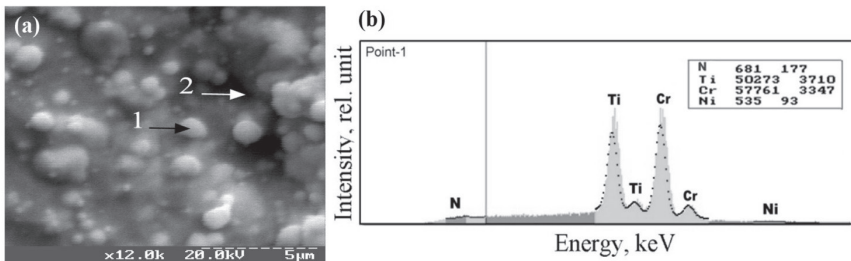 (a)
2
1
x12.0k 20.0kV 5µm
(b)
Point-1
N 681 177
Ti 50273 3710
Cr 57761 3347
Ni 535 93
Ti
Cr
N
Ti
Cr
Ni
Intensity, rel. unit
Energy, keV